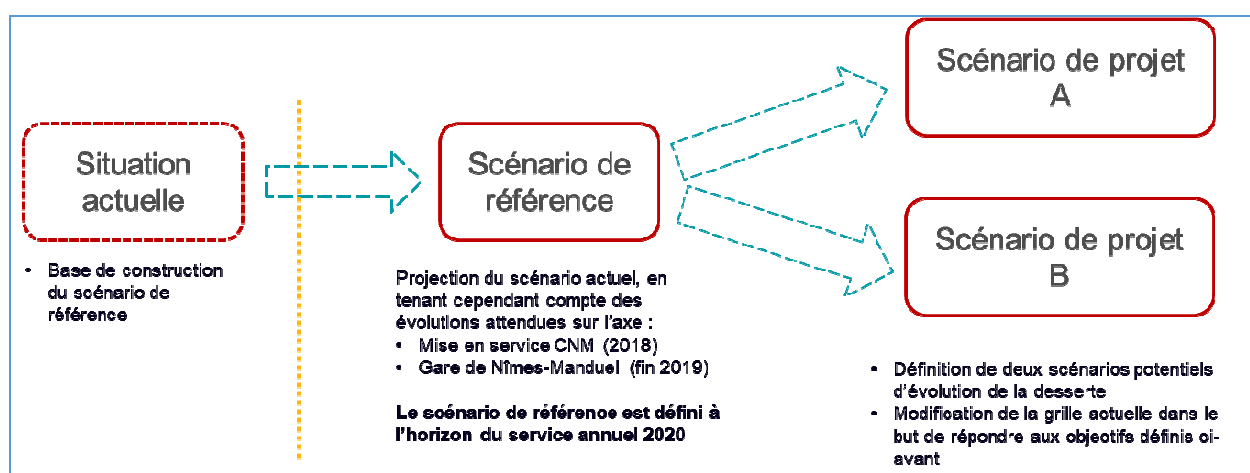 Situation
actuelle
• Base de construction
du scénario de
référence
Scénario de
référence
Projection du scénario actuel, en
tenant cependant compte des
évolutions attendues sur l'axe :
• Mise en service CNM (2018)
• Gare de Nîmes-Manduel (fin 2019)
Le scénario de référence est défini à
l'horizon du service annuel 2020
Scénario de projet
A
Scénario de projet
B
• Définition de deux scénarios potentiels
d'évolution de la desserte
• Modification de la grille actuelle dans le
but de répondre aux objectifs définis ci-
avant